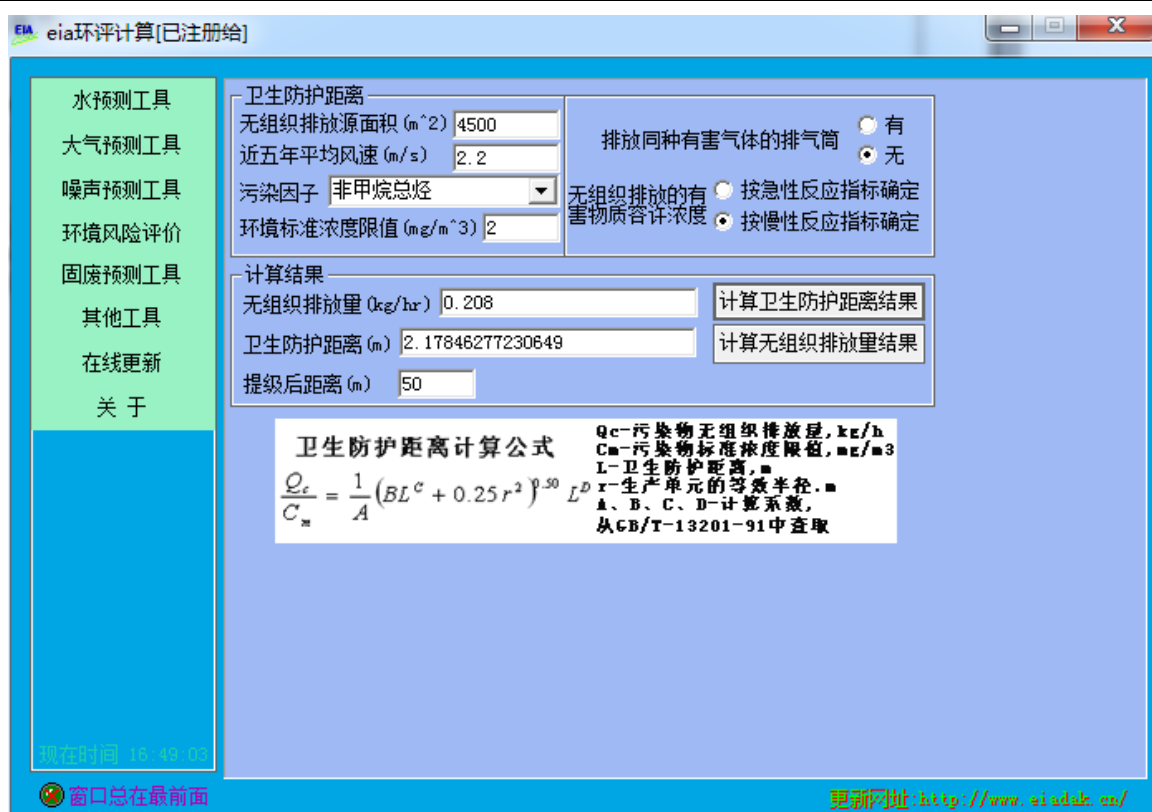 EIA eia环评计算[已注册给]
水预测工具
大气预测工具
噪声预测工具
环境风险评价
固废预测工具
其他工具
在线更新
关 于
现在时间 16:49:03
窗口总在最前面
卫生防护距离
无组织排放源面积(m^2) 4500
近五年平均风速(m/s) 2.2
污染因子 非甲烷总烃
环境标准浓度限值(mg/m^3) 2
排放同种有害气体的排气筒
有
无
无组织排放的有
害物质容许浓度
按急性反应指标确定
按慢性反应指标确定
计算结果
无组织排放量(kg/hr) 0.208
计算卫生防护距离结果
卫生防护距离(m) 2.17846277230649
计算无组织排放量结果
提级后距离(m) 50
卫生防护距离计算公式
Q_c/C_m = 1/A (BL^C + 0.25r^2)^0.50 L^D
Qc-污染物无组织排放量,kg/h
Cm-污染物标准浓度限值,mg/m3
L-卫生防护距离,m
r-生产单元的等效半径.m
A、B、C、D-计算系数,
从GB/T-13201-91中查取
更新网址:http://www.eiadak.cn/